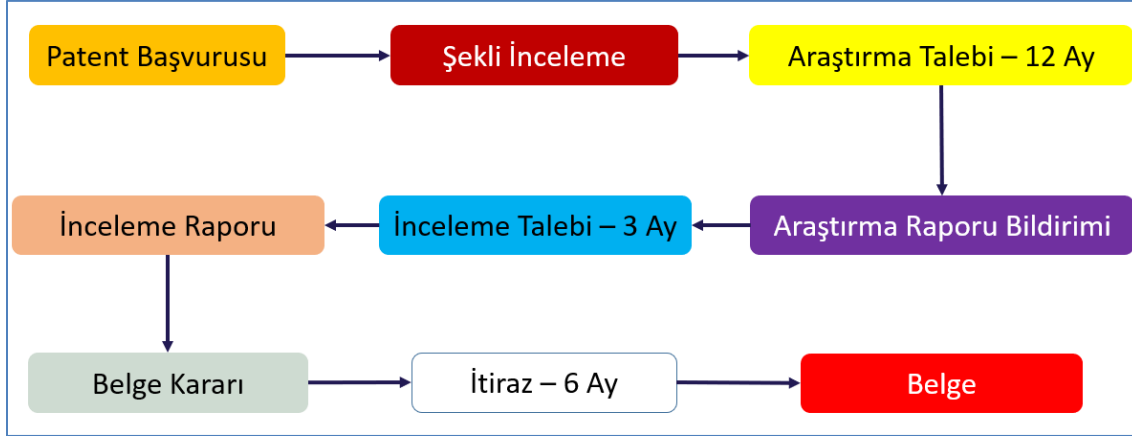 Patent Başvurusu
Şekli İnceleme
Araştırma Talebi – 12 Ay
Araştırma Raporu Bildirimi
İnceleme Talebi – 3 Ay
İnceleme Raporu
Belge Kararı
İtiraz – 6 Ay
Belge